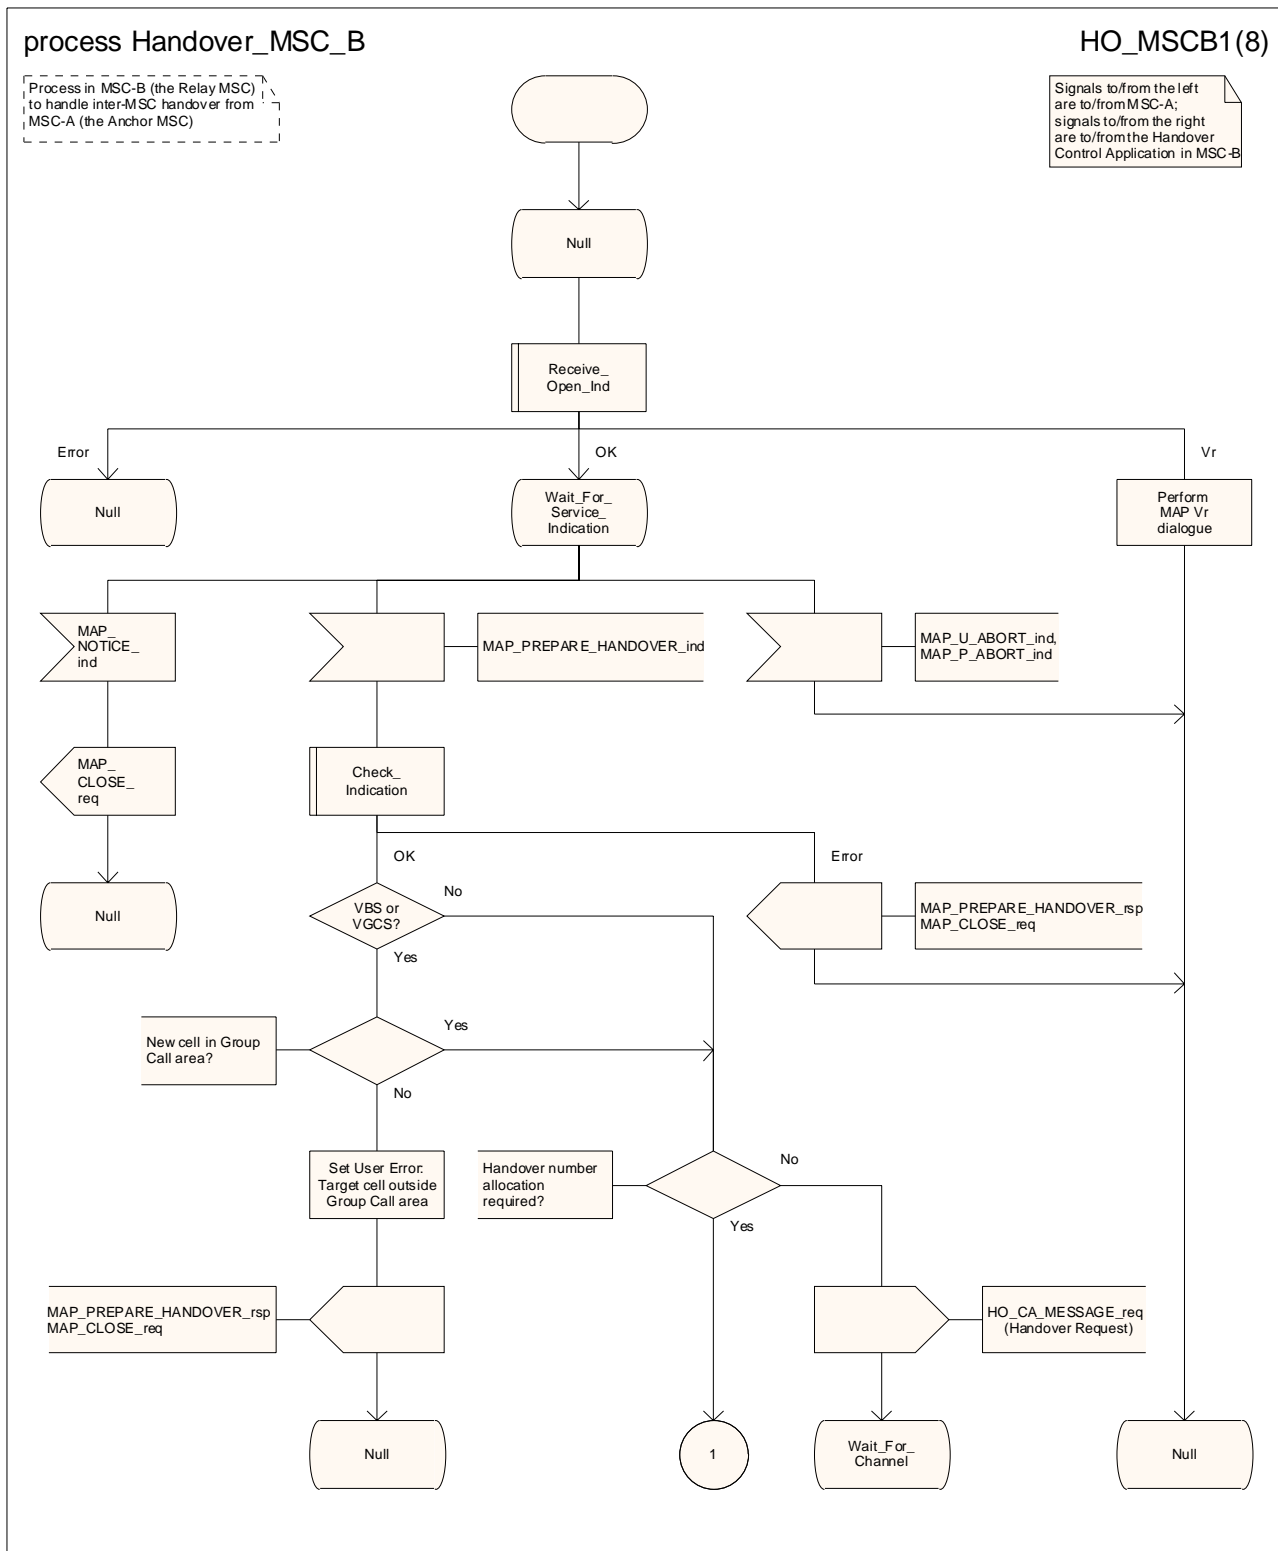 process Handover_MSC_B
HO_MSCB1(8)
Process in MSC-B (the Relay MSC)
to handle inter-MSC handover from
MSC-A (the Anchor MSC)
Signals to/from the left
are to/from MSC-A;
signals to/from the right
are to/from the Handover
Control Application in MSC-B
Null
Receive_
Open_Ind
Error
OK
Vr
Null
Wait_For_
Service_
Indication
Perform
MAP Vr
dialogue
MAP_
NOTICE_
ind
MAP_PREPARE_HANDOVER_ind
MAP_U_ABORT_ind,
MAP_P_ABORT_ind
MAP_
CLOSE_
req
Check_
Indication
OK
Error
Null
VBS or
VGCS?
No
Yes
MAP_PREPARE_HANDOVER_rsp
MAP_CLOSE_req
New cell in Group
Call area?
Yes
No
Set User Error:
Target cell outside
Group Call area
Handover number
allocation
required?
No
Yes
MAP_PREPARE_HANDOVER_rsp
MAP_CLOSE_req
HO_CA_MESSAGE_req
(Handover Request)
Null
1
Wait_For_
Channel
Null